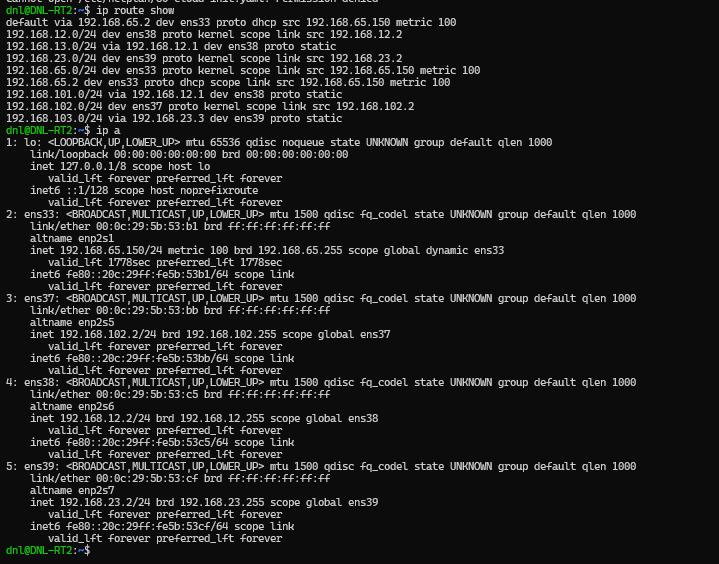 dnl@DNL-RT2:~$ ip route show
default via 192.168.65.2 dev ens33 proto dhcp src 192.168.65.150 metric 100
192.168.12.0/24 dev ens38 proto kernel scope link src 192.168.12.2
192.168.13.0/24 via 192.168.12.1 dev ens38 proto static
192.168.23.0/24 dev ens39 proto kernel scope link src 192.168.23.2
192.168.65.0/24 dev ens33 proto kernel scope link src 192.168.65.150 metric 100
192.168.65.2 dev ens33 proto dhcp scope link src 192.168.65.150 metric 100
192.168.101.0/24 via 192.168.12.1 dev ens38 proto static
192.168.102.0/24 dev ens37 proto kernel scope link src 192.168.102.2
192.168.103.0/24 via 192.168.23.3 dev ens39 proto static
dnl@DNL-RT2:~$ ip a
1: lo: <LOOPBACK,UP,LOWER_UP> mtu 65536 qdisc noqueue state UNKNOWN group default qlen 1000
    link/loopback 00:00:00:00:00:00 brd 00:00:00:00:00:00
    inet 127.0.0.1/8 scope host lo
       valid_lft forever preferred_lft forever
    inet6 ::1/128 scope host noprefixroute
       valid_lft forever preferred_lft forever
2: ens33: <BROADCAST,MULTICAST,UP,LOWER_UP> mtu 1500 qdisc fq_codel state UNKNOWN group default qlen 1000
    link/ether 00:0c:29:5b:53:b1 brd ff:ff:ff:ff:ff:ff
    altname enp2s1
    inet 192.168.65.150/24 metric 100 brd 192.168.65.255 scope global dynamic ens33
       valid_lft 1778sec preferred_lft 1778sec
    inet6 fe80::20c:29ff:fe5b:53b1/64 scope link
       valid_lft forever preferred_lft forever
3: ens37: <BROADCAST,MULTICAST,UP,LOWER_UP> mtu 1500 qdisc fq_codel state UNKNOWN group default qlen 1000
    link/ether 00:0c:29:5b:53:bb brd ff:ff:ff:ff:ff:ff
    altname enp2s5
    inet 192.168.102.2/24 brd 192.168.102.255 scope global ens37
       valid_lft forever preferred_lft forever
    inet6 fe80::20c:29ff:fe5b:53bb/64 scope link
       valid_lft forever preferred_lft forever
4: ens38: <BROADCAST,MULTICAST,UP,LOWER_UP> mtu 1500 qdisc fq_codel state UNKNOWN group default qlen 1000
    link/ether 00:0c:29:5b:53:c5 brd ff:ff:ff:ff:ff:ff
    altname enp2s6
    inet 192.168.12.2/24 brd 192.168.12.255 scope global ens38
       valid_lft forever preferred_lft forever
    inet6 fe80::20c:29ff:fe5b:53c5/64 scope link
       valid_lft forever preferred_lft forever
5: ens39: <BROADCAST,MULTICAST,UP,LOWER_UP> mtu 1500 qdisc fq_codel state UNKNOWN group default qlen 1000
    link/ether 00:0c:29:5b:53:cf brd ff:ff:ff:ff:ff:ff
    altname enp2s7
    inet 192.168.23.2/24 brd 192.168.23.255 scope global ens39
       valid_lft forever preferred_lft forever
    inet6 fe80::20c:29ff:fe5b:53cf/64 scope link
       valid_lft forever preferred_lft forever
dnl@DNL-RT2:~$